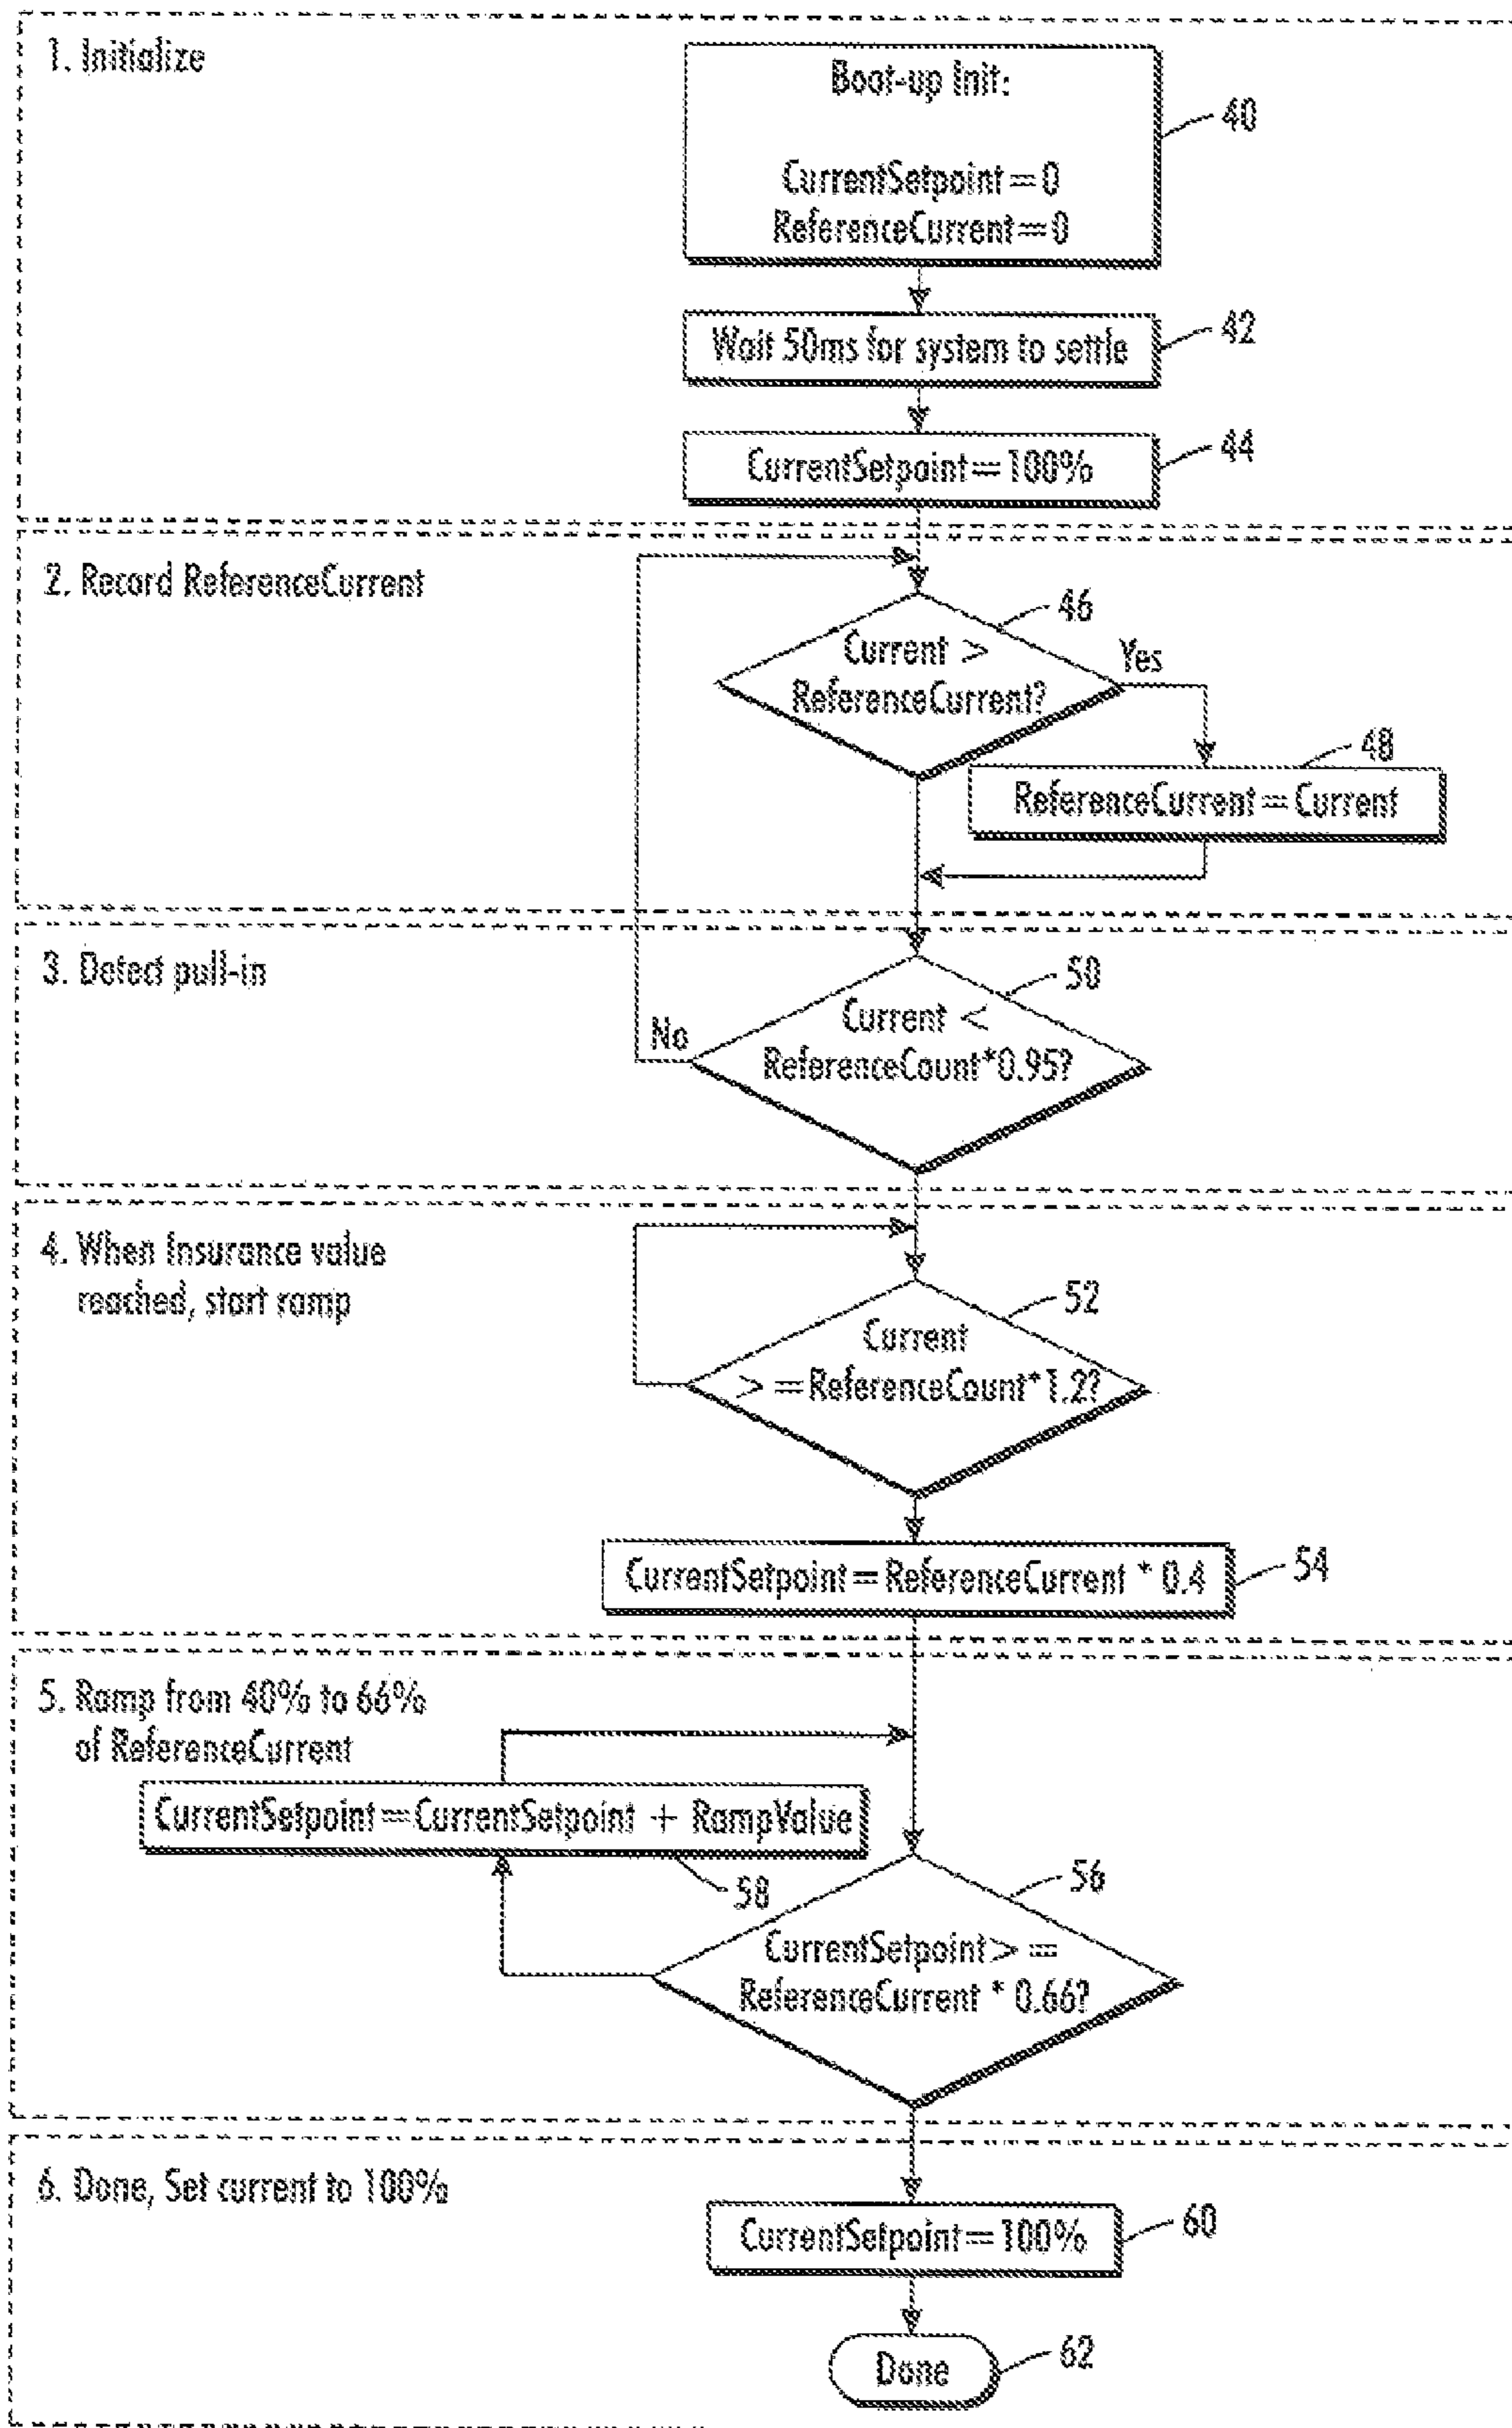 1. Initialize
Boot-up Init:
CurrentSetpoint=0
ReferenceCurrent=0
40
Wait 50ms for system to settle
42
CurrentSetpoint=100%
44
2. Record ReferenceCurrent
46
Current >
ReferenceCurrent?
Yes
48
ReferenceCurrent=Current
3. Detect pull-in
50
Current <
ReferenceCount*0.95?
No
4. When Insurance value
reached, start ramp
52
Current
>=ReferenceCount*1.2?
CurrentSetpoint=ReferenceCurrent * 0.4
54
5. Ramp from 40% to 66%
of ReferenceCurrent
CurrentSetpoint=CurrentSetpoint + RampValue
58
56
CurrentSetpoint>=
ReferenceCurrent * 0.66?
6. Done, Set current to 100%
CurrentSetpoint=100%
60
Done
62